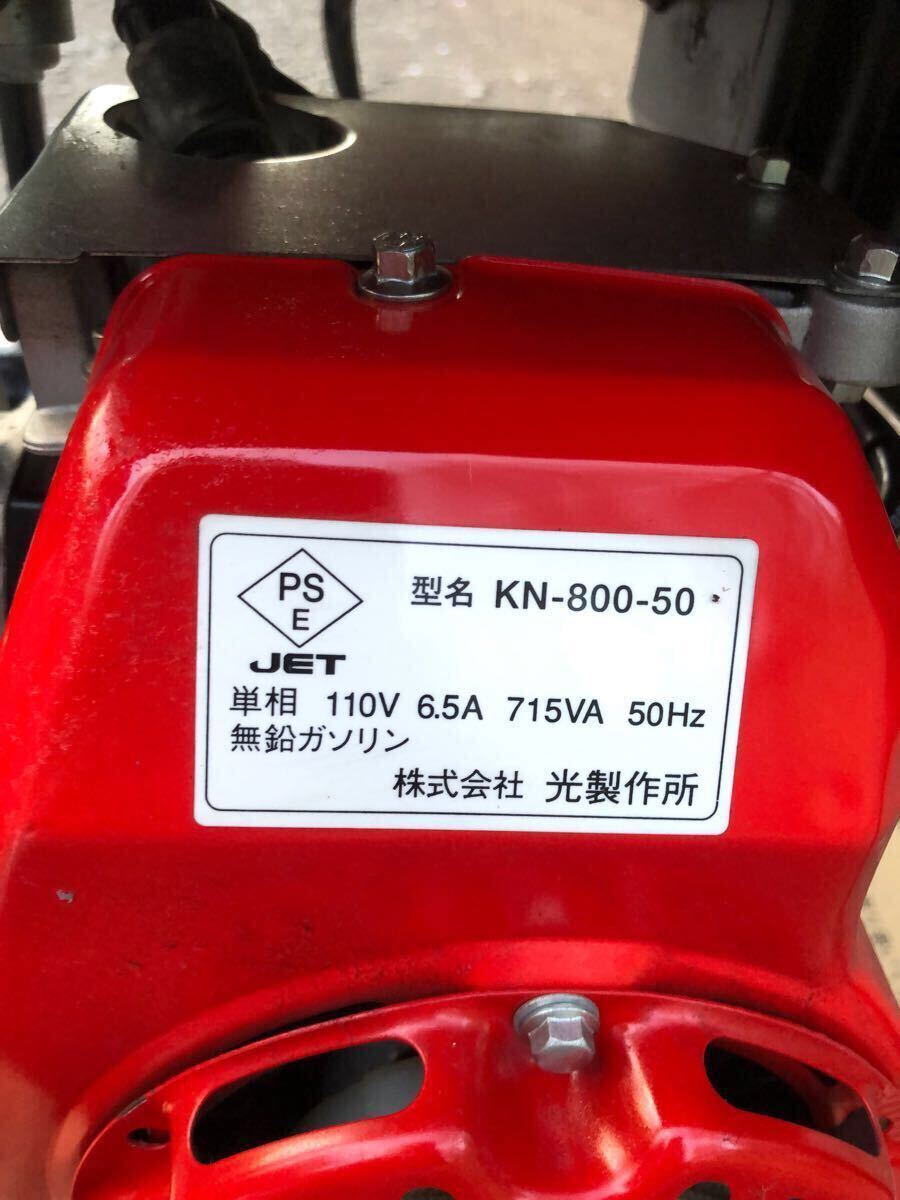 PS
E
JET
型名 KN-800-50
単相 110V 6.5A 715VA 50Hz
無鉛ガソリン
株式会社 光製作所